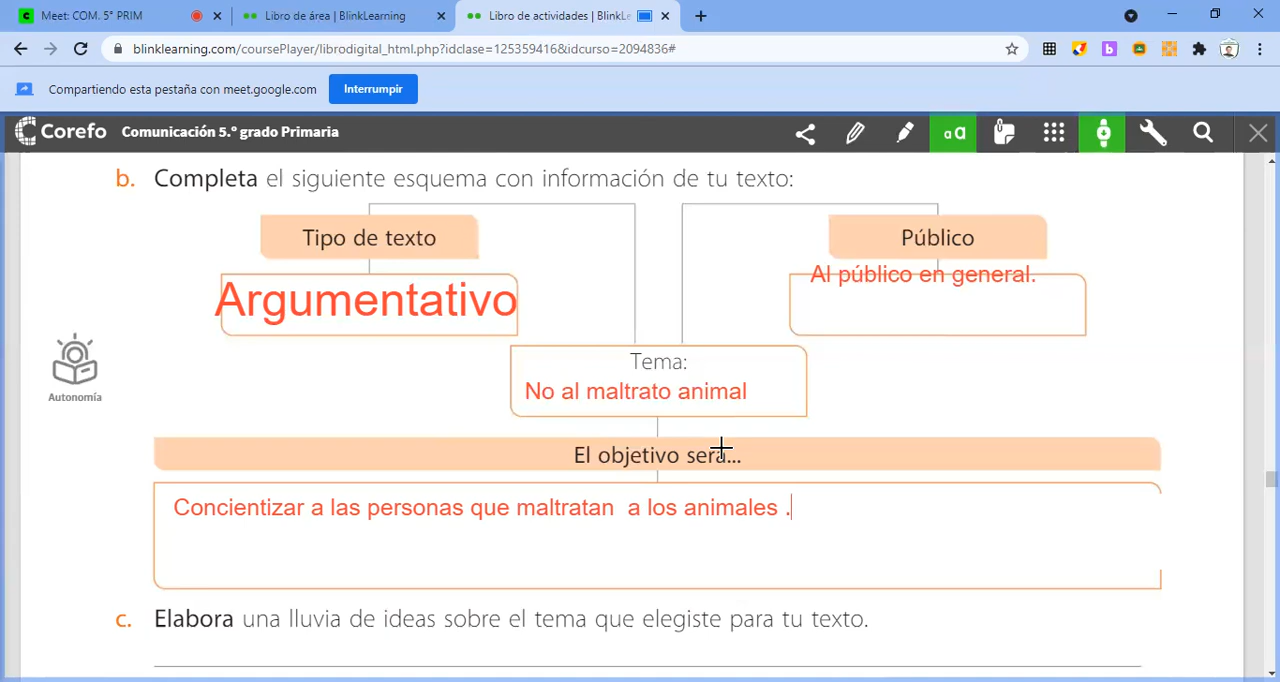 Meet: COM. 5° PRIM
Libro de área | BlinkLearning
Libro de actividades | BlinkLe
blinklearning.com/coursePlayer/librodigital_html.php?idclase=125359416&idcurso=2094836#
Compartiendo esta pestaña con meet.google.com
Interrumpir
Corefo
Comunicación 5.º grado Primaria
aa
b. Completa el siguiente esquema con información de tu texto:
Tipo de texto
Público
Argumentativo
Al público en general.
Tema:
No al maltrato animal
Autonomía
El objetivo será...
Concientizar a las personas que maltratan  a los animales .
c. Elabora una lluvia de ideas sobre el tema que elegiste para tu texto.